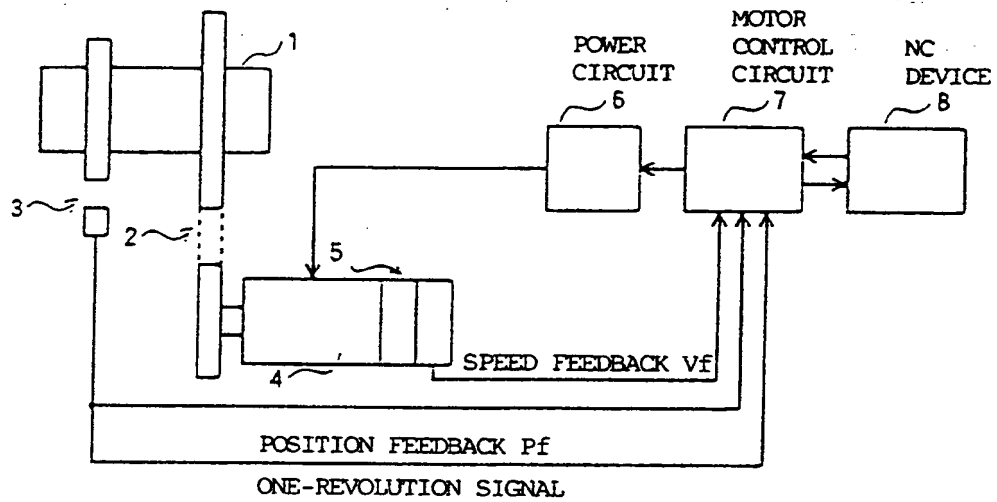 1
POWER
CIRCUIT
6
MOTOR
CONTROL
CIRCUIT
7
NC
DEVICE
8
3
2
5
4
SPEED FEEDBACK Vf
POSITION FEEDBACK Pf
ONE-REVOLUTION SIGNAL